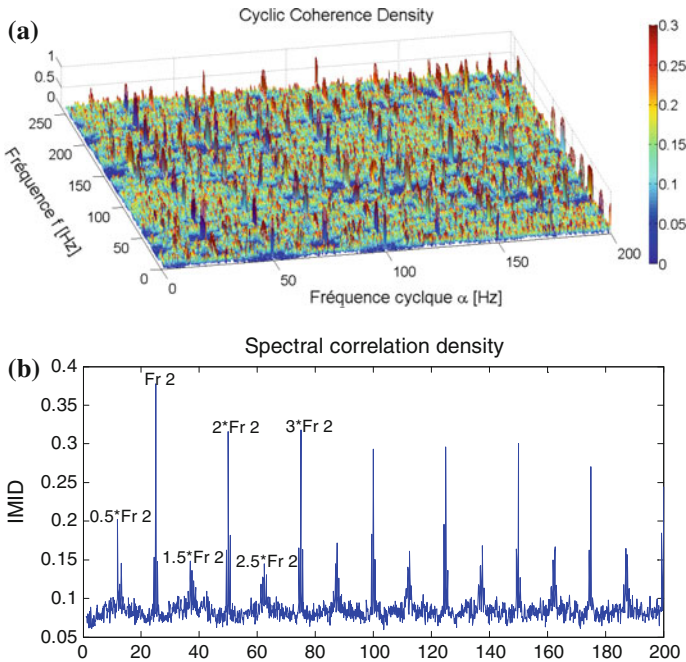 Cyclic Coherence Density
(a)
1
0.5
0
250
200
150
100
50
0
Fréquence f [Hz]
0
50
100
150
200
Fréquence cyclque α [Hz]
0.3
0.25
0.2
0.15
0.1
0.05
0
Spectral correlation density
(b)
0.4
0.35
0.3
0.25
0.2
0.15
0.1
0.05
IMID
Fr 2
2*Fr 2
3*Fr 2
0.5*Fr 2
1.5*Fr 2
2.5*Fr 2
0 20 40 60 80 100 120 140 160 180 200